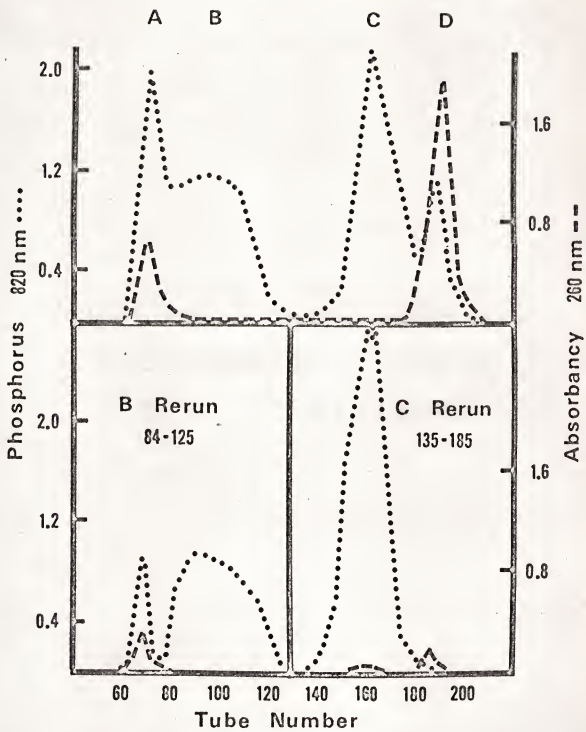 A B C D
2.0
1.2
0.4
1.6
0.8
Phosphorus 820 nm
Absorbancy 260 nm
B Rerun
84-125
C Rerun
135-185
2.0
1.2
0.4
1.6
0.8
60 80 100 120 140 160 180 200
Tube Number